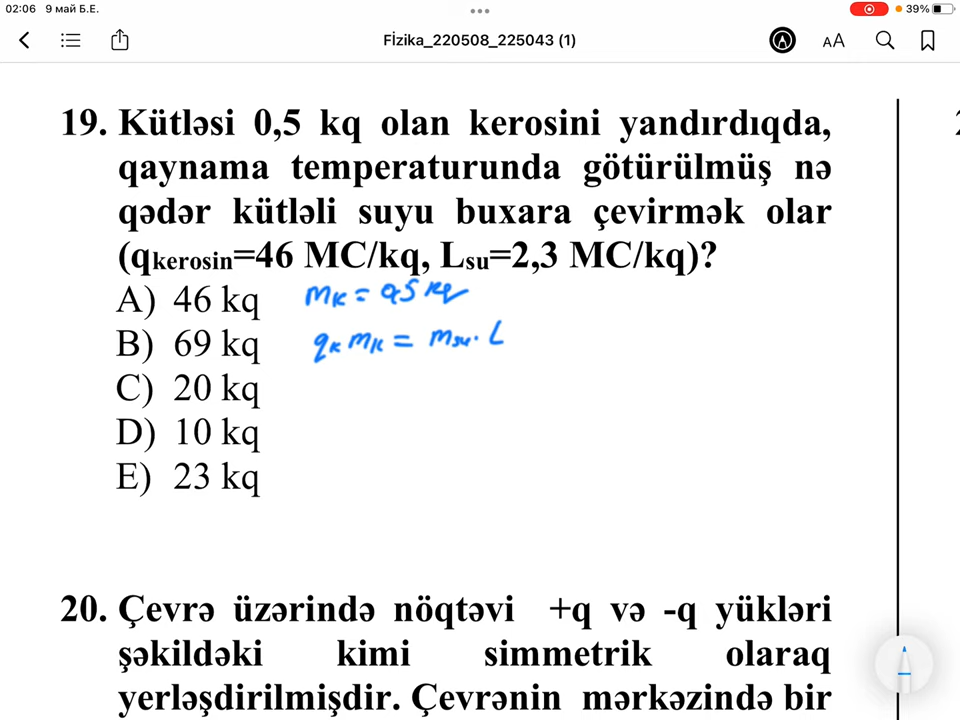 02:06 9 май Б.Е.
39%
Fİzika_220508_225043 (1)
AA
19. Kütləsi 0,5 kq olan kerosini yandırdıqda,
qaynama temperaturunda götürülmüş nə
qədər kütləli suyu buxara çevirmək olar
(qkerosin=46 MC/kq, Lsu=2,3 MC/kq)?
A) 46 kq
mk = 0,5 kq
B) 69 kq
qk mk = msu · L
C) 20 kq
D) 10 kq
E) 23 kq
20. Çevrə üzərində nöqtəvi +q və -q yükləri
şəkildəki kimi simmetrik olaraq
yerləşdirilmişdir. Çevrənin mərkəzində bir